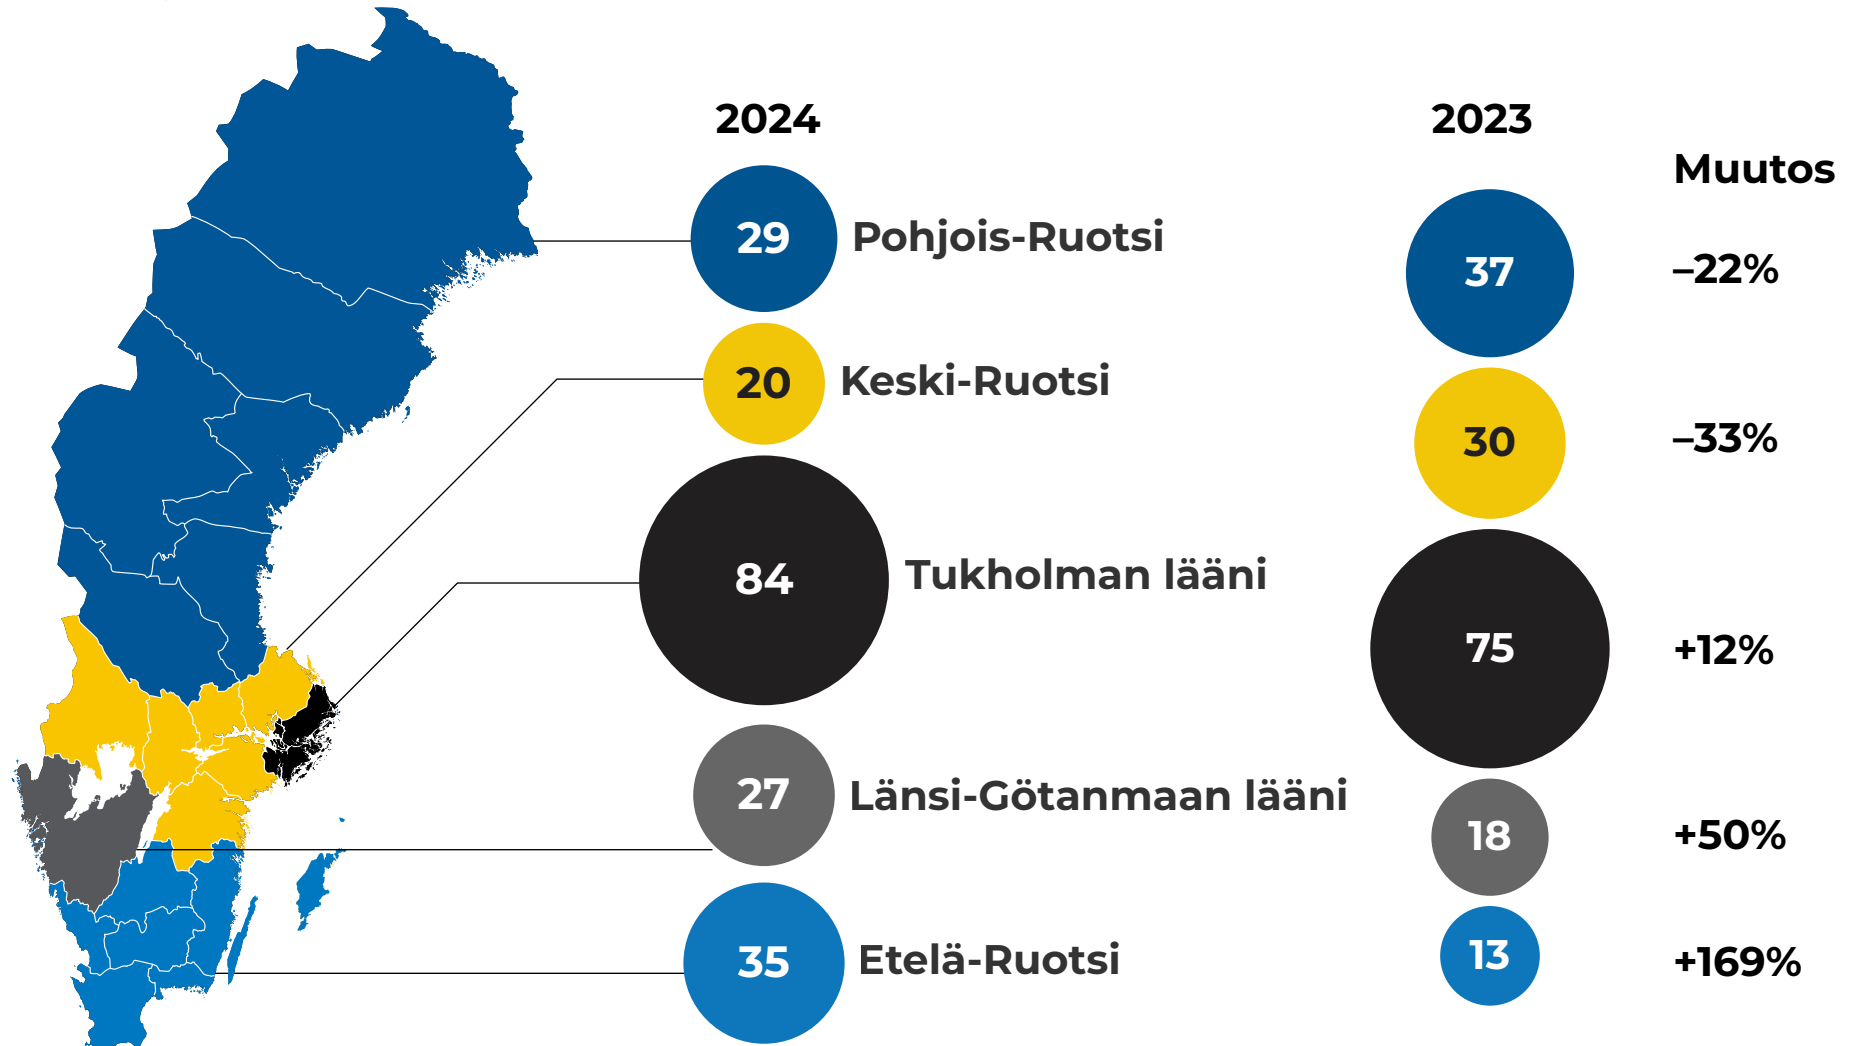 2024
2023
Muutos
29 Pohjois-Ruotsi 37 –22%
20 Keski-Ruotsi 30 –33%
84 Tukholman lääni 75 +12%
27 Länsi-Götanmaan lääni 18 +50%
35 Etelä-Ruotsi 13 +169%